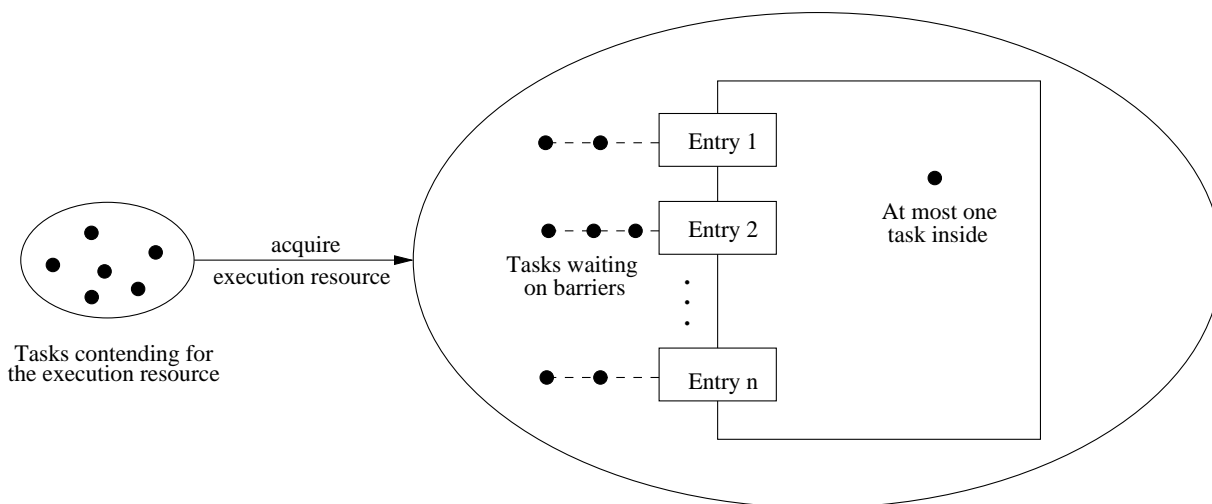 Entry 1
At most one
task inside
Entry 2
acquire
execution resource
Tasks waiting
on barriers
Tasks contending for
the execution resource
Entry n